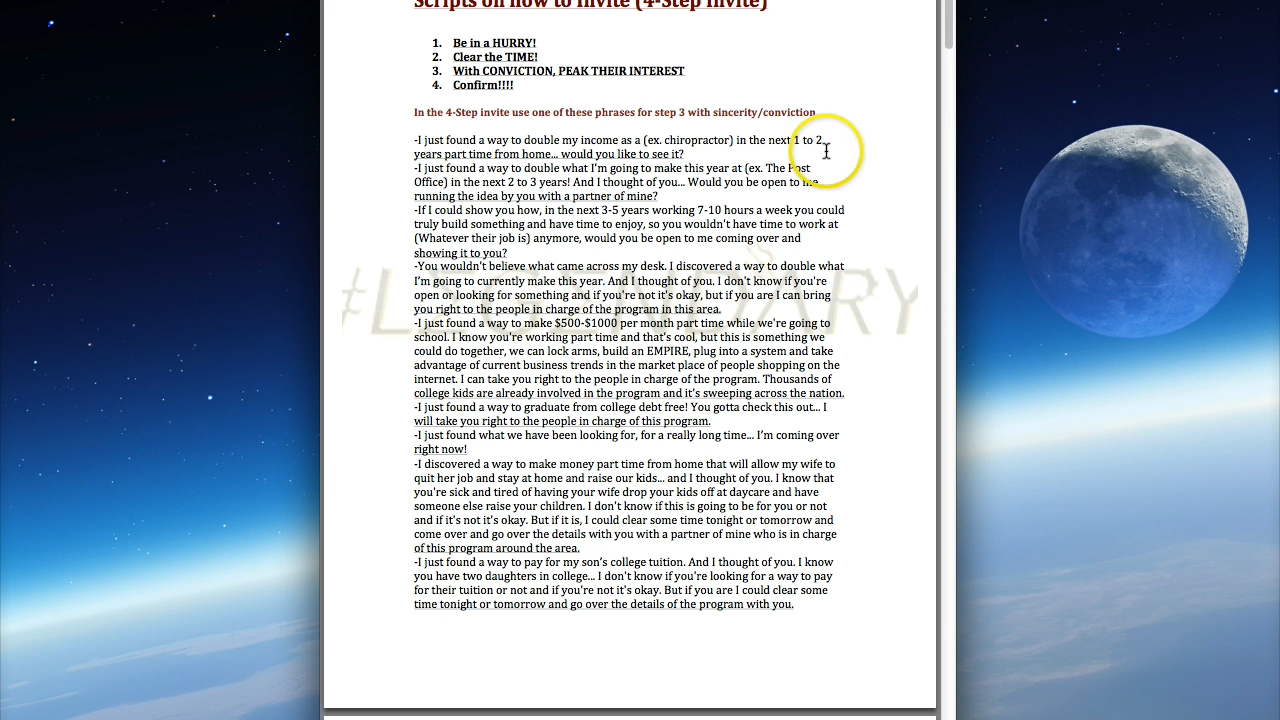 Scripts on how to Invite (4-Step Invite)
1. Be in a HURRY!
2. Clear the TIME!
3. With CONVICTION, PEAK THEIR INTEREST
4. Confirm!!!!
In the 4-Step invite use one of these phrases for step 3 with sincerity/conviction
-I just found a way to double my income as a (ex. chiropractor) in the next 1 to 2
years part time from home... would you like to see it?
-I just found a way to double what I'm going to make this year at (ex. The Post
Office) in the next 2 to 3 years! And I thought of you... Would you be open to me
running the idea by you with a partner of mine?
-If I could show you how, in the next 3-5 years working 7-10 hours a week you could
truly build something and have time to enjoy, so you wouldn't have time to work at
(Whatever their job is) anymore, would you be open to me coming over and
showing it to you?
-You wouldn't believe what came across my desk. I discovered a way to double what
I'm going to currently make this year. And I thought of you. I don't know if you're
open or looking for something and if you're not it's okay, but if you are I can bring
you right to the people in charge of the program in this area.
-I just found a way to make $500-$1000 per month part time while we're going to
school. I know you're working part time and that's cool, but this is something we
could do together, we can lock arms, build an EMPIRE, plug into a system and take
advantage of current business trends in the market place of people shopping on the
internet. I can take you right to the people in charge of the program. Thousands of
college kids are already involved in the program and it's sweeping across the nation.
-I just found a way to graduate from college debt free! You gotta check this out... I
will take you right to the people in charge of this program.
-I just found what we have been looking for, for a really long time... I'm coming over
right now!
-I discovered a way to make money part time from home that will allow my wife to
quit her job and stay at home and raise our kids... and I thought of you. I know that
you're sick and tired of having your wife drop your kids off at daycare and have
someone else raise your children. I don't know if this is going to be for you or not
and if it's not it's okay. But if it is, I could clear some time tonight or tomorrow and
come over and go over the details with you with a partner of mine who is in charge
of this program around the area.
-I just found a way to pay for my son's college tuition. And I thought of you. I know
you have two daughters in college... I don't know if you're looking for a way to pay
for their tuition or not and if you're not it's okay. But if you are I could clear some
time tonight or tomorrow and go over the details of the program with you.
#LEGENDARY